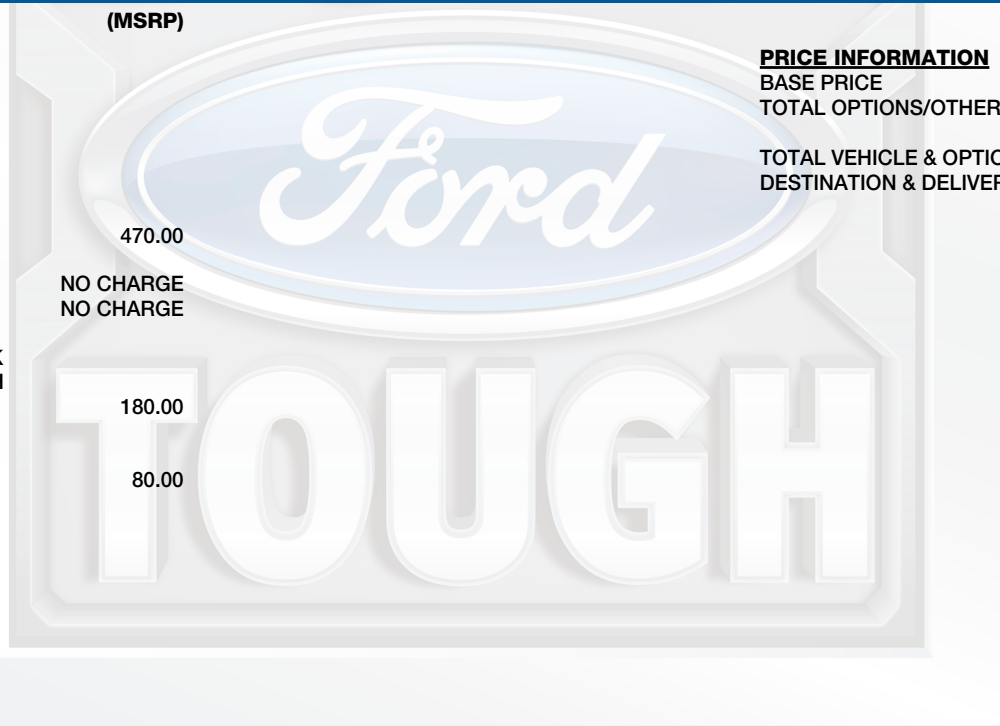 (MSRP)
470.00
NO CHARGE
NO CHARGE
180.00
80.00
PRICE INFORMATION
BASE PRICE
TOTAL OPTIONS/OTHER
TOTAL VEHICLE & OPTIO
DESTINATION & DELIVER
Ford
TOUGH